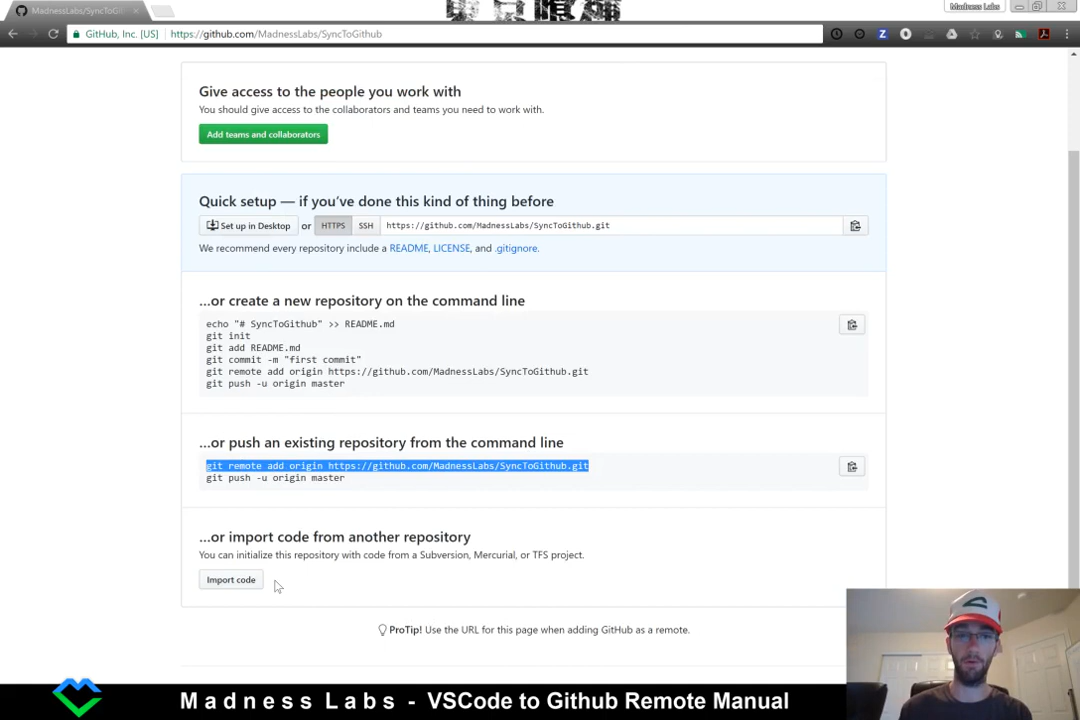 MadnessLabs/SyncToGi
Madness Labs
GitHub, Inc. [US] https://github.com/MadnessLabs/SyncToGithub
Give access to the people you work with
You should give access to the collaborators and teams you need to work with.
Add teams and collaborators
Quick setup — if you've done this kind of thing before
Set up in Desktop or HTTPS SSH https://github.com/MadnessLabs/SyncToGithub.git
We recommend every repository include a README, LICENSE, and .gitignore.
...or create a new repository on the command line
echo "# SyncToGithub" >> README.md
git init
git add README.md
git commit -m "first commit"
git remote add origin https://github.com/MadnessLabs/SyncToGithub.git
git push -u origin master
...or push an existing repository from the command line
git remote add origin https://github.com/MadnessLabs/SyncToGithub.git
git push -u origin master
...or import code from another repository
You can initialize this repository with code from a Subversion, Mercurial, or TFS project.
Import code
ProTip! Use the URL for this page when adding GitHub as a remote.
Madness Labs - VSCode to Github Remote Manual